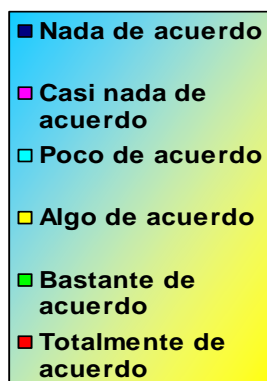 Nada de acuerdo
Casi nada de
acuerdo
Poco de acuerdo
Algo de acuerdo
Bastante de
acuerdo
Totalmente de
acuerdo